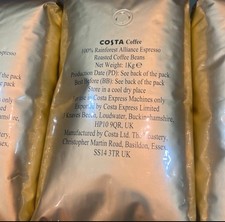 COSTA Coffee
100% Rainforest Alliance Espresso
Roasted Coffee Beans
Net Weight: 1Kg ℮
Production Date (PD): See back of the pack
Best Before (BB): See back of the pack
Store in a cool dry place
Costa Express Machines only
by: Costa Express Limited
Loudwater, Buckinghamshire,
HP10 9QR, UK
Manufactured by Costa Ltd, The
Christopher Martin Road, Basildon, Essex,
SS14 3TR UK